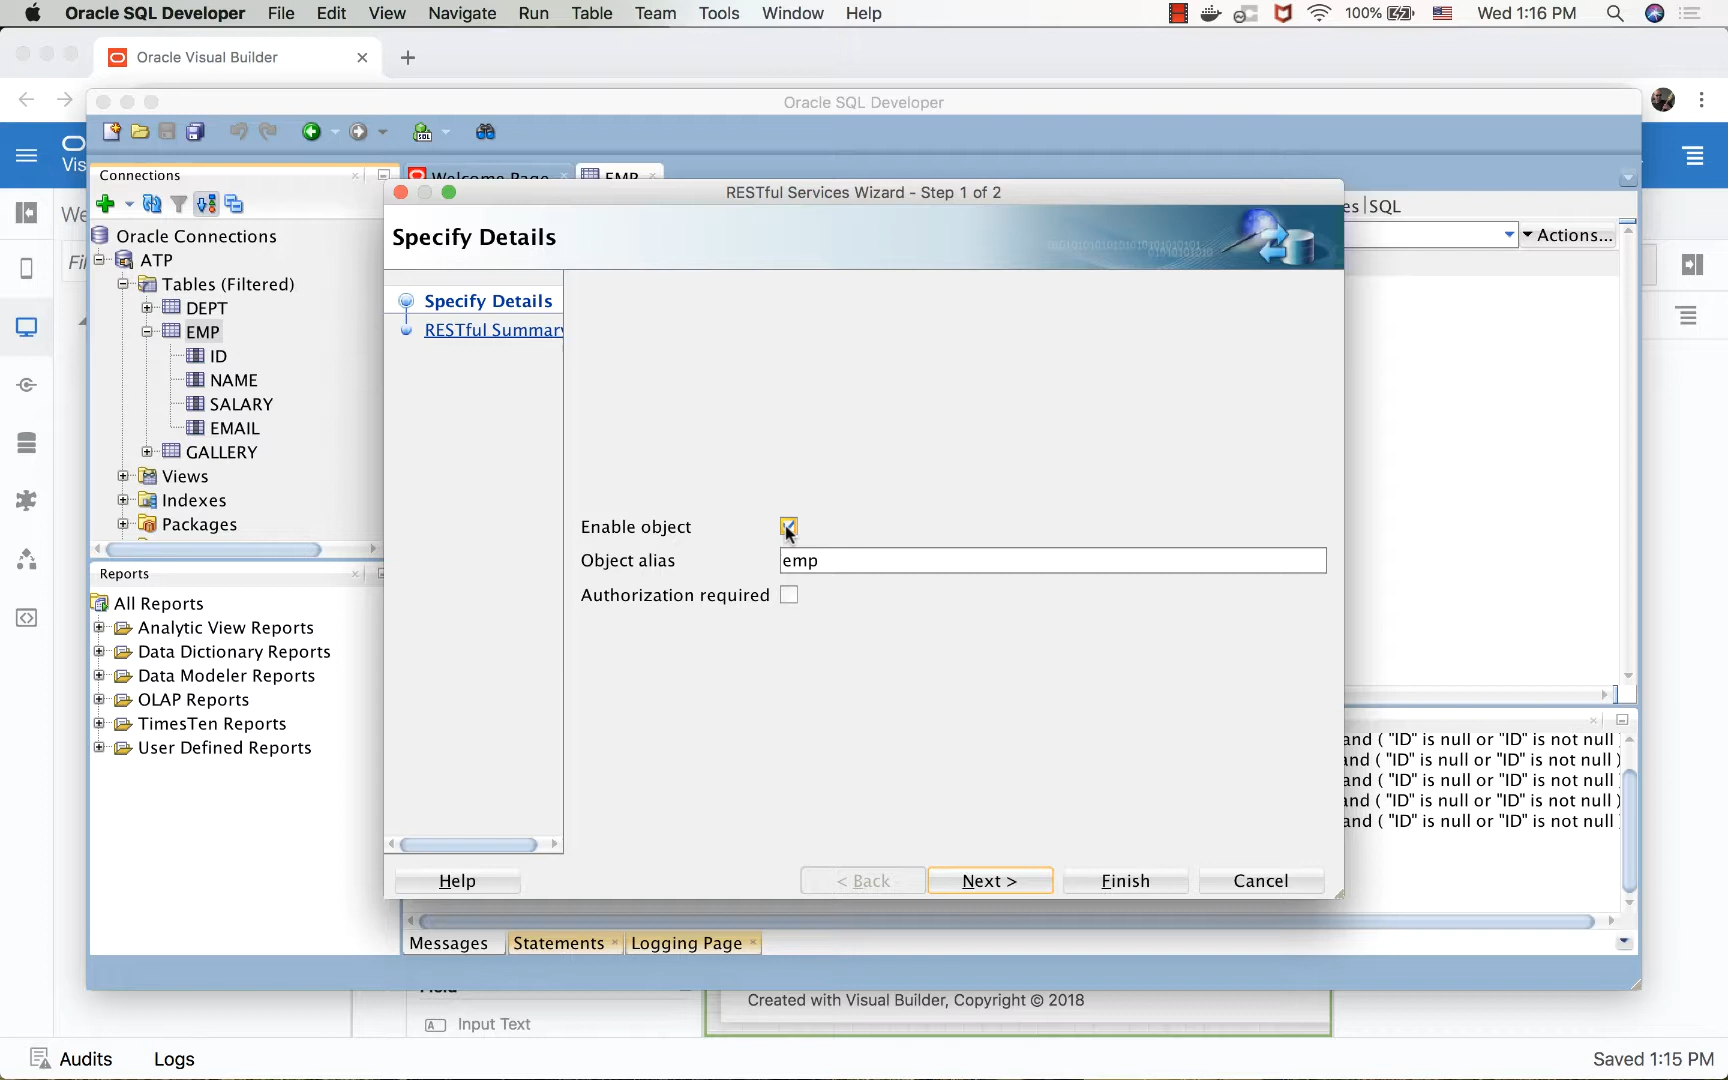 Oracle SQL Developer File Edit View Navigate Run Table Team Tools Window Help 100% Wed 1:16 PM
Oracle Visual Builder
Oracle SQL Developer
Vis
Connections
Welcome Page
EMP
RESTful Services Wizard - Step 1 of 2
es SQL
We
Actions...
Oracle Connections
Specify Details
Fi
ATP
Tables (Filtered)
DEPT
Specify Details
EMP
RESTful Summary
ID
NAME
SALARY
EMAIL
GALLERY
Views
Indexes
Packages
Enable object
Object alias emp
Authorization required
Reports
All Reports
Analytic View Reports
Data Dictionary Reports
Data Modeler Reports
OLAP Reports
TimesTen Reports
User Defined Reports
and ( "ID" is null or "ID" is not null )
and ( "ID" is null or "ID" is not null )
and ( "ID" is null or "ID" is not null )
and ( "ID" is null or "ID" is not null )
and ( "ID" is null or "ID" is not null
Help < Back Next > Finish Cancel
Messages Statements Logging Page
Created with Visual Builder, Copyright © 2018
Input Text
Audits Logs Saved 1:15 PM